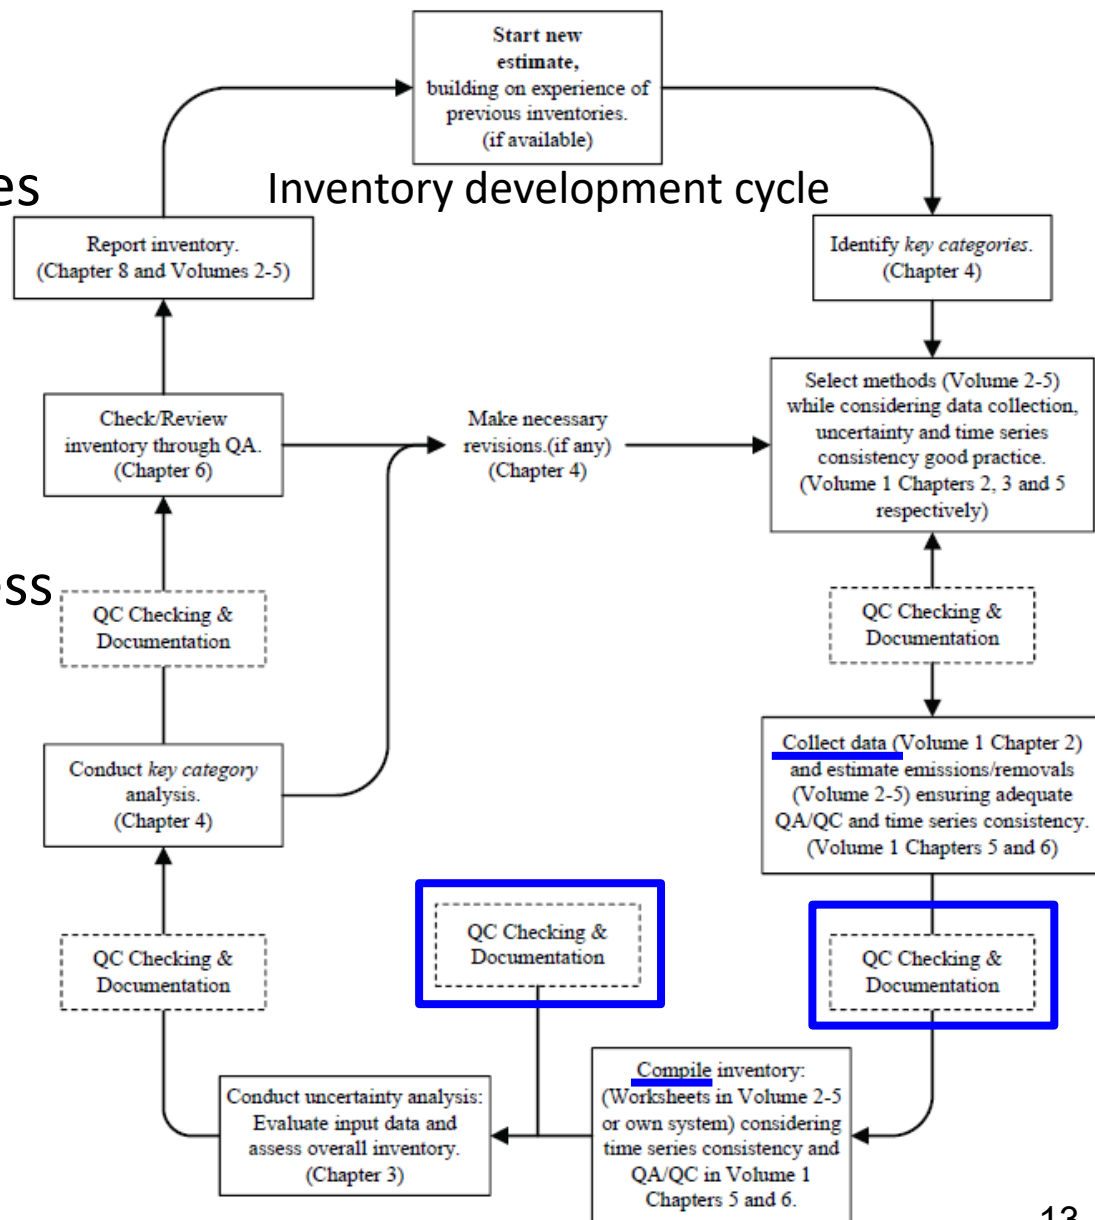 Start new
estimate,
building on experience of
previous inventories.
(if available)
es
Inventory development cycle
Report inventory.
(Chapter 8 and Volumes 2-5)
Identify key categories.
(Chapter 4)
Check/Review
inventory through QA.
(Chapter 6)
Make necessary
revisions.(if any)
(Chapter 4)
Select methods (Volume 2-5)
while considering data collection,
uncertainty and time series
consistency good practice.
(Volume 1 Chapters 2, 3 and 5
respectively)
ess
QC Checking &
Documentation
QC Checking &
Documentation
Conduct key category
analysis.
(Chapter 4)
Collect data (Volume 1 Chapter 2)
and estimate emissions/removals
(Volume 2-5) ensuring adequate
QA/QC and time series consistency.
(Volume 1 Chapters 5 and 6)
QC Checking &
Documentation
QC Checking &
Documentation
QC Checking &
Documentation
Conduct uncertainty analysis:
Evaluate input data and
assess overall inventory.
(Chapter 3)
Compile inventory:
(Worksheets in Volume 2-5
or own system) considering
time series consistency and
QA/QC in Volume 1
Chapters 5 and 6.
13